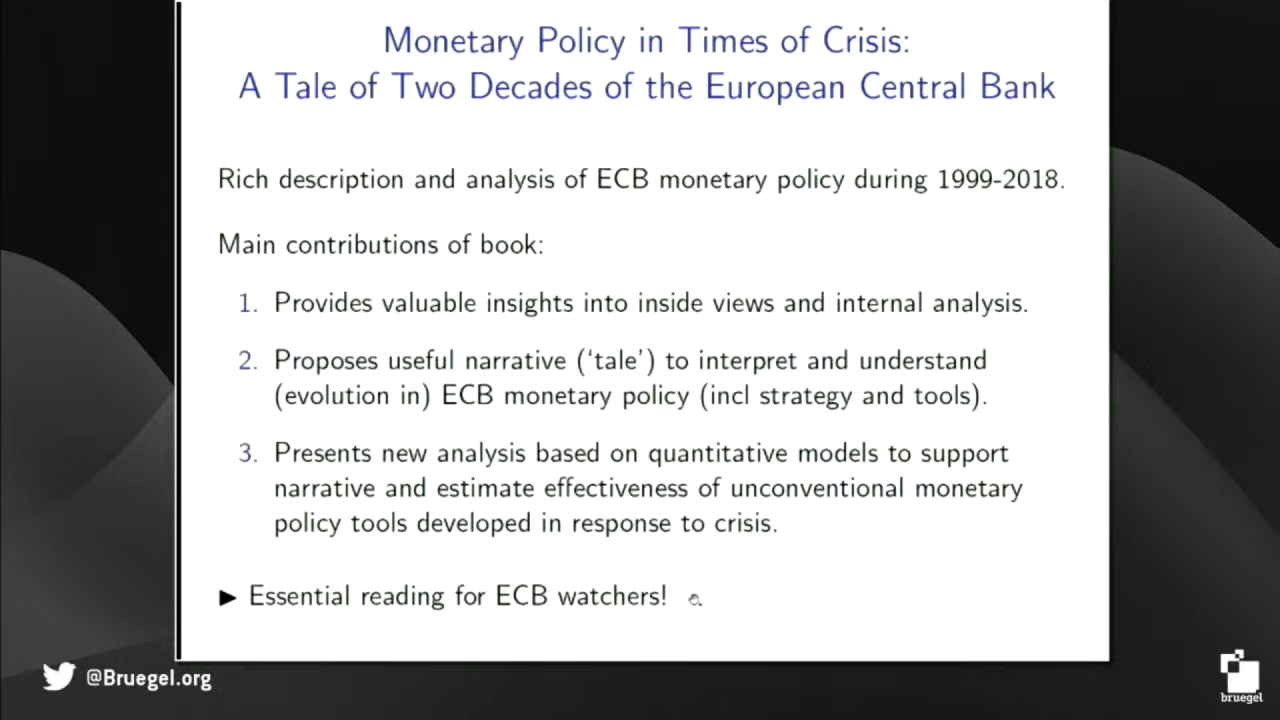 Monetary Policy in Times of Crisis:
A Tale of Two Decades of the European Central Bank
Rich description and analysis of ECB monetary policy during 1999-2018.
Main contributions of book:
1. Provides valuable insights into inside views and internal analysis.
2. Proposes useful narrative (‘tale’) to interpret and understand
(evolution in) ECB monetary policy (incl strategy and tools).
3. Presents new analysis based on quantitative models to support
narrative and estimate effectiveness of unconventional monetary
policy tools developed in response to crisis.
▶ Essential reading for ECB watchers!
@Bruegel.org
bruegel